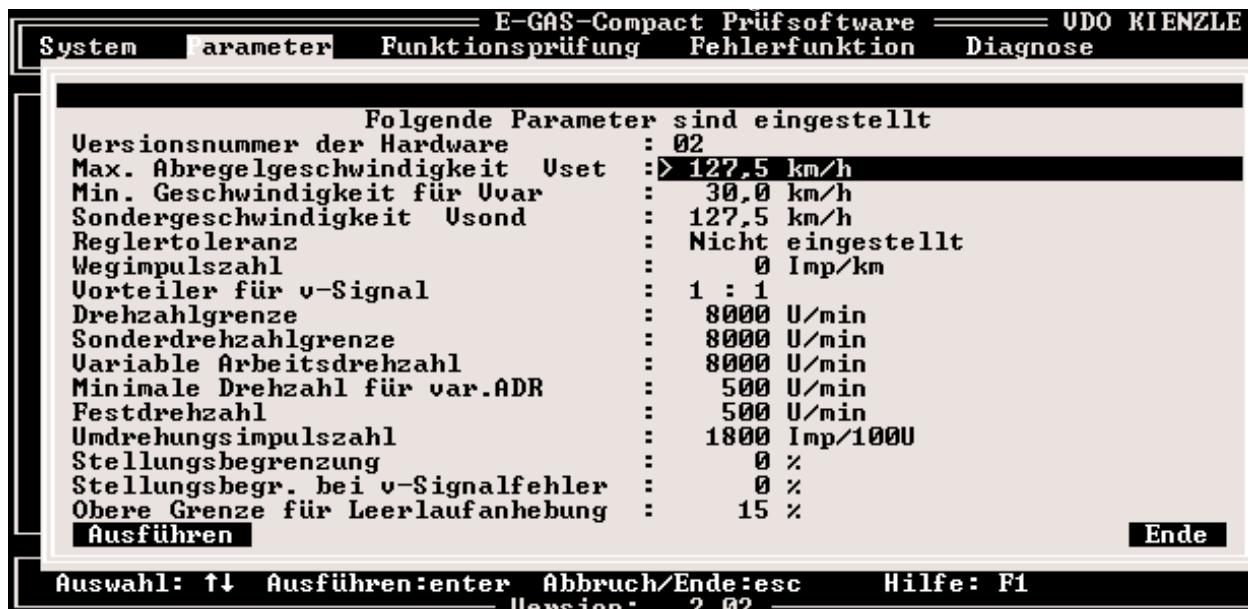 E-GAS-Compact Prüfsoftware VDO KIENZLE
System Parameter Funktionsprüfung Fehlerfunktion Diagnose
Folgende Parameter sind eingestellt
Versionsnummer der Hardware : 02
Max. Abregelgeschwindigkeit Vset :> 127,5 km/h
Min. Geschwindigkeit für Vvar : 30,0 km/h
Sondergeschwindigkeit Vsond : 127,5 km/h
Reglertoleranz : Nicht eingestellt
Wegimpulszahl : 0 Imp/km
Vorteiler für v-Signal : 1 : 1
Drehzahlgrenze : 8000 U/min
Sonderdrehzahlgrenze : 8000 U/min
Variable Arbeitsdrehzahl : 8000 U/min
Minimale Drehzahl für var.ADR : 500 U/min
Festdrehzahl : 500 U/min
Umdrehungsimpulszahl : 1800 Imp/100U
Stellungsbegrenzung : 0 %
Stellungsbegr. bei v-Signalfehler : 0 %
Obere Grenze für Leerlaufanhebung : 15 %
Ausführen Ende
Auswahl: ↑↓ Ausführen:enter Abbruch/Ende:esc Hilfe: F1
Version: 2.02